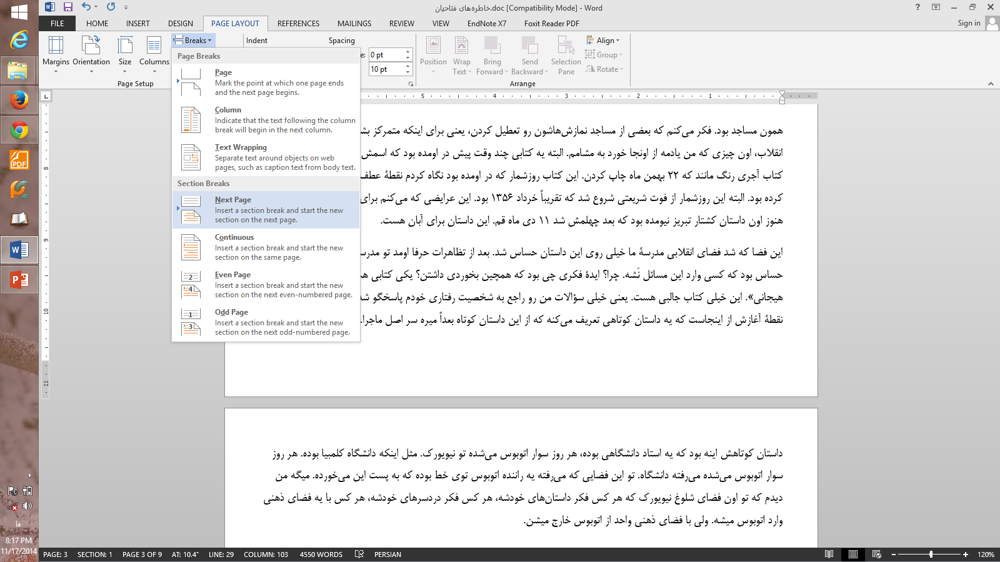 خاطره‌های فتاحیان.doc [Compatibility Mode] - Word
FILE HOME INSERT DESIGN PAGE LAYOUT REFERENCES MAILINGS REVIEW VIEW EndNote X7 Foxit Reader PDF Sign in
Margins Orientation Size Columns
Breaks
Indent Spacing
0 pt
10 pt
Position Wrap Text Bring Forward Send Backward Selection Pane
Align
Group
Rotate
Page Setup Arrange
Page Breaks
Page
Mark the point at which one page ends
and the next page begins.
Column
Indicate that the text following the column
break will begin in the next column.
Text Wrapping
Separate text around objects on web
pages, such as caption text from body text.
Section Breaks
Next Page
Insert a section break and start the new
section on the next page.
Continuous
Insert a section break and start the new
section on the same page.
Even Page
Insert a section break and start the new
section on the next even-numbered page.
Odd Page
Insert a section break and start the new
section on the next odd-numbered page.
5 4 3 2 1
8
9
10
11
همون مساجد بود. فکر می‌کنم که بعضی از مساجد نمازش‌هاشون رو تعطیل کردن، یعنی برای اینکه متمرکز بش
انقلاب، اون چیزی که من یادمه از اونجا خورد به مشامم. البته یه کتابی چند وقت پیش در اومده بود که اسمش
کتاب آجری رنگ مانند که ۲۲ بهمن ماه چاپ کردن. این کتاب روزشمار که در اومده بود نگاه کردم نقطهٔ عطف
کرده بود. البته این روزشمار از فوت شریعتی شروع شد که تقریباً خرداد ۱۳۵۶ بود. این عرایضی که می‌کنم برای
هنوز اون داستان کشتار تبریز نیومده بود که بعد چهلمش شد ۱۱ دی ماه قم. این داستان برای آبان هست.
این فضا که شد فضای انقلابی مدرسهٔ ما خیلی روی این داستان حساس شد. بعد از تظاهرات حرفا اومد تو مدرس
حساس بود که کسی وارد این مسائل نَشه. چرا؟ ایدهٔ فکری چی بود که همچین بخوردی داشتن؟ یکی کتابی ه
هیجانی». این خیلی کتاب جالبی هست. یعنی خیلی سؤالات من رو راجع به شخصیت رفتاری خودم پاسخگو شد
نقطهٔ آغازش از اینجاست که یه داستان کوتاهی تعریف می‌کنه که از این داستان کوتاه بعداً میره سر اصل ماجرا.
داستان کوتاهش اینه بود که یه استاد دانشگاهی بوده، هر روز سوار اتوبوس می‌شده تو نیویورک. مثل اینکه دانشگاه کلمبیا بوده. هر روز
سوار اتوبوس می‌شده می‌رفته دانشگاه. تو این فضایی که می‌رفته یه راننده اتوبوس توی خط بوده که به پست این می‌خورده. میگه من
دیدم که تو اون فضای شلوغ نیویورک که هر کس فکر داستان‌های خودشه، هر کس فکر دردسرهای خودشه، هر کس با یه فضای ذهنی
وارد اتوبوس میشه. ولی با فضای ذهنی واحد از اتوبوس خارج میشن.
PDF
فا
8:17 PM
11/17/2014
PAGE: 3 SECTION: 1 PAGE 3 OF 9 AT: 10.4" LINE: 29 COLUMN: 103 4550 WORDS PERSIAN 120%